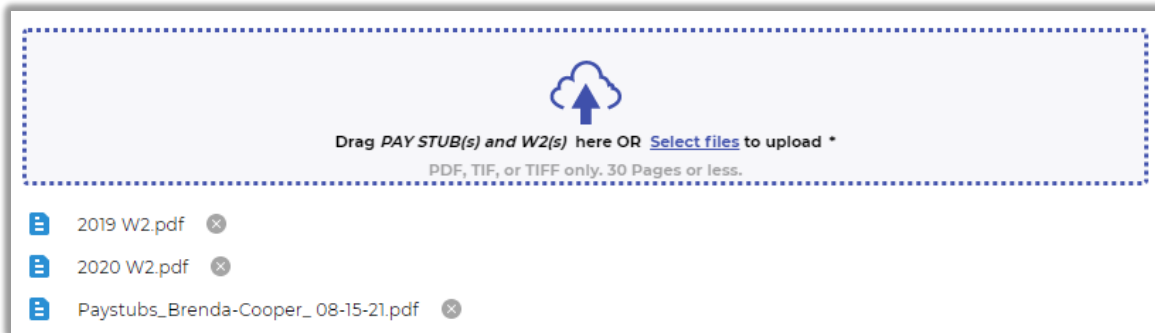 Drag PAY STUB(s) and W2(s) here OR Select files to upload *
PDF, TIF, or TIFF only. 30 Pages or less.
2019 W2.pdf
2020 W2.pdf
Paystubs_Brenda-Cooper_ 08-15-21.pdf